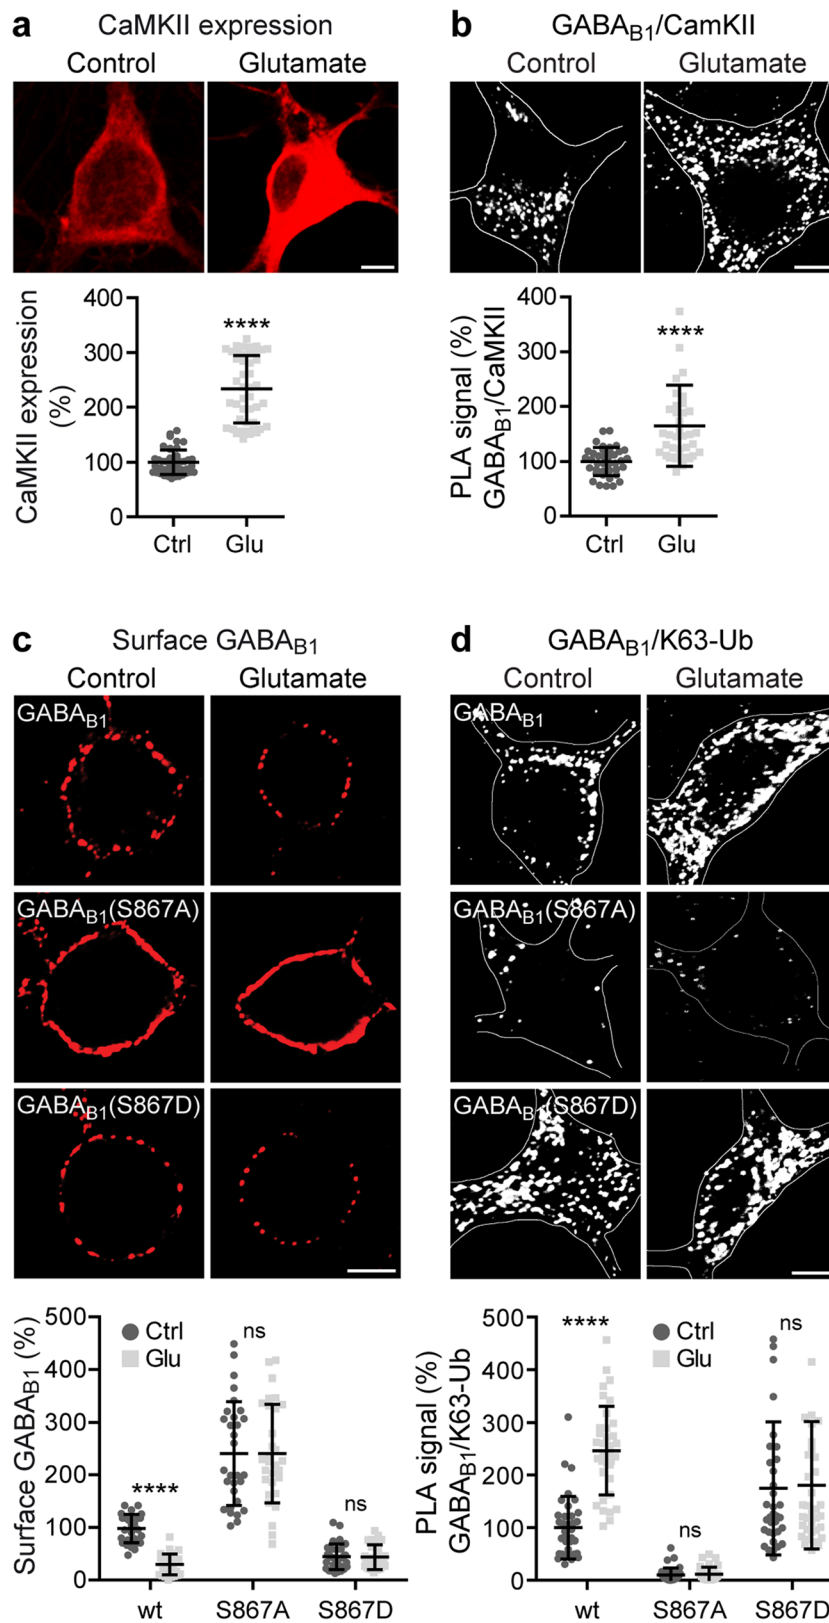 a CaMKII expression
Control Glutamate
CaMKII expression
(%)
400
300
200
100
0
****
Ctrl Glu
b GABAB1/CamKII
Control Glutamate
PLA signal (%)
GABAB1/CaMKII
400
300
200
100
0
****
Ctrl Glu
c Surface GABAB1
Control Glutamate
GABAB1
GABAB1(S867A)
GABAB1(S867D)
Surface GABAB1 (%)
500
400
300
200
100
0
Ctrl
Glu
****
ns
ns
wt S867A S867D
d GABAB1/K63-Ub
Control Glutamate
GABAB1
GABAB1(S867A)
GABAB1(S867D)
PLA signal (%)
GABAB1/K63-Ub
500
400
300
200
100
0
****
Ctrl
Glu
ns
ns
wt S867A S867D